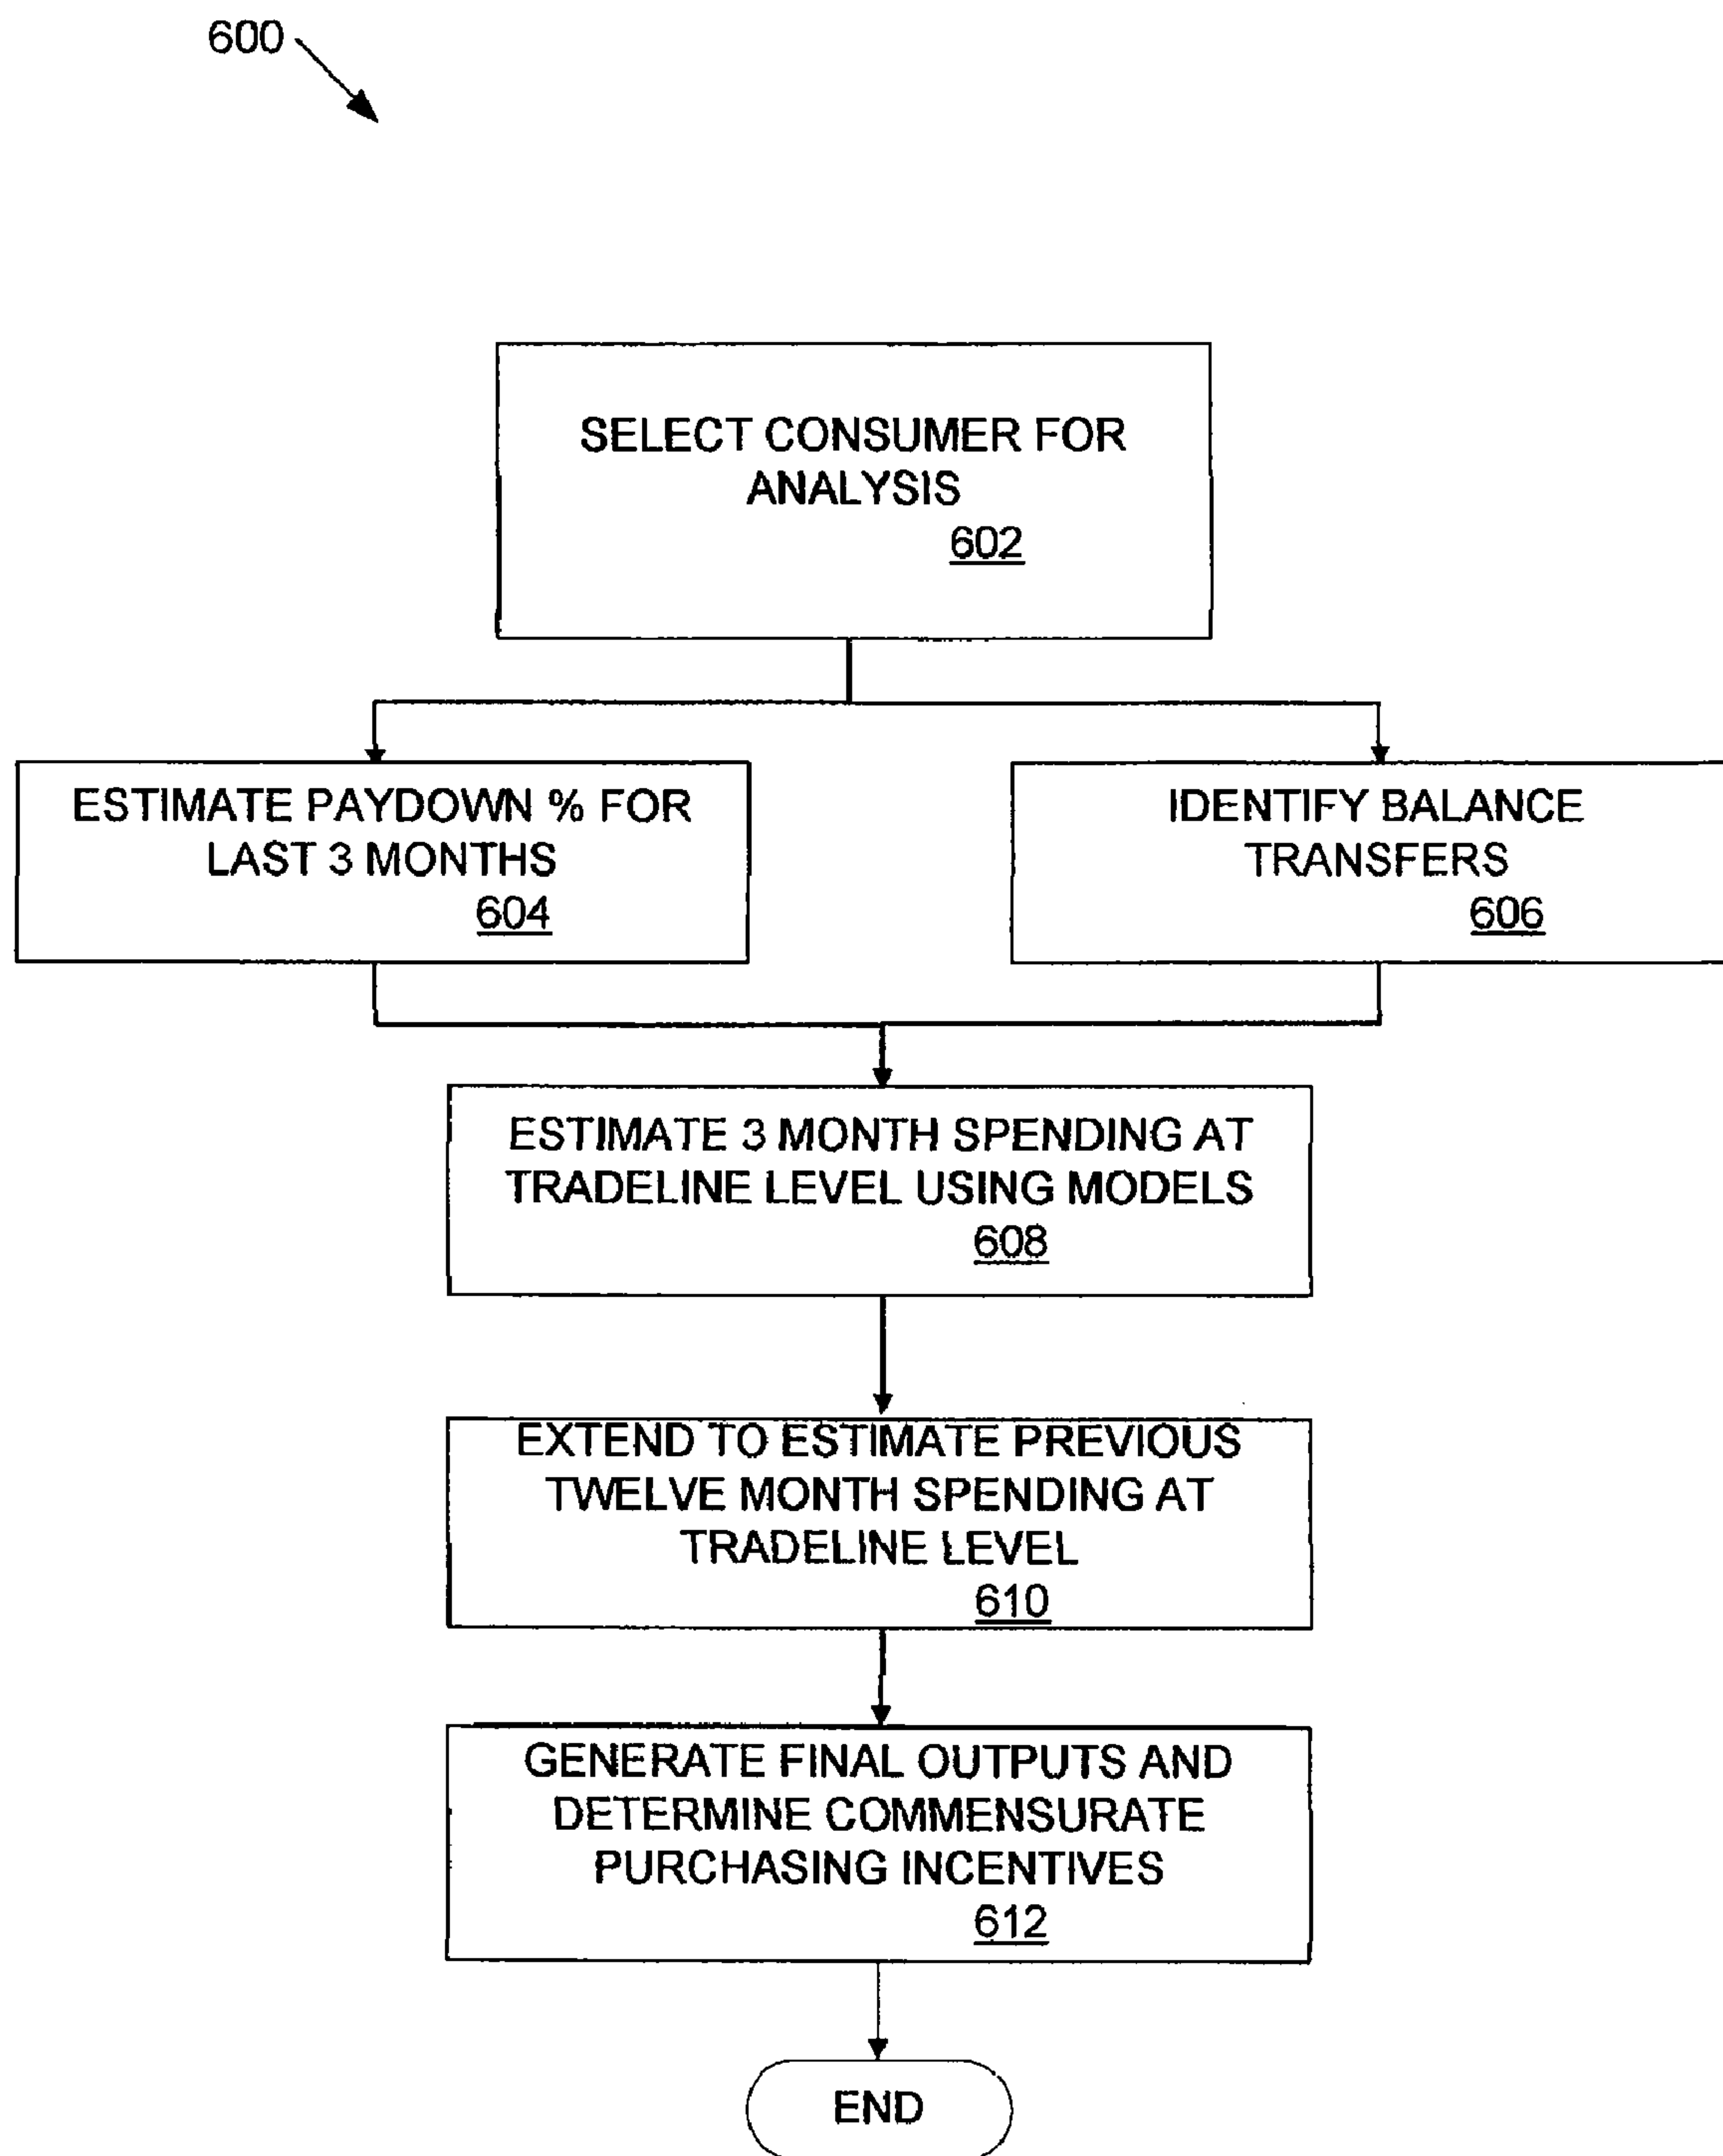 600
SELECT CONSUMER FOR
ANALYSIS
602
ESTIMATE PAYDOWN % FOR
LAST 3 MONTHS
604
IDENTIFY BALANCE
TRANSFERS
606
ESTIMATE 3 MONTH SPENDING AT
TRADELINE LEVEL USING MODELS
608
EXTEND TO ESTIMATE PREVIOUS
TWELVE MONTH SPENDING AT
TRADELINE LEVEL
610
GENERATE FINAL OUTPUTS AND
DETERMINE COMMENSURATE
PURCHASING INCENTIVES
612
END